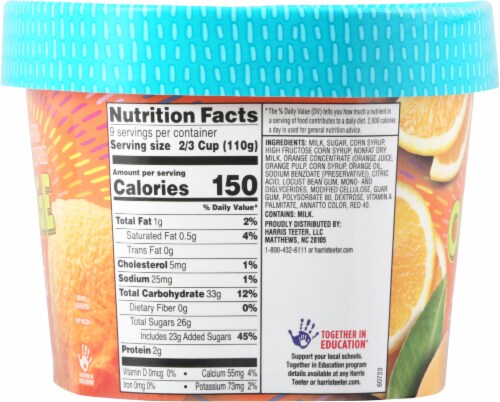 Nutrition Facts
9 servings per container
Serving size 2/3 Cup (110g)
Amount per serving
Calories 150
% Daily Value*
Total Fat 1g 2%
Saturated Fat 0.5g 4%
Trans Fat 0g
Cholesterol 5mg 1%
Sodium 25mg 1%
Total Carbohydrate 33g 12%
Dietary Fiber 0g 0%
Total Sugars 26g
Includes 23g Added Sugars 45%
Protein 2g
Vitamin D 0mcg 0% • Calcium 55mg 4%
Iron 0mg 0% • Potassium 73mg 2%
*The % Daily Value (DV) tells you how much a nutrient in
a serving of food contributes to a daily diet. 2,000 calories
a day is used for general nutrition advice.
INGREDIENTS: MILK, SUGAR, CORN SYRUP,
HIGH FRUCTOSE CORN SYRUP, NONFAT DRY
MILK, ORANGE CONCENTRATE (ORANGE JUICE,
ORANGE PULP, CORN SYRUP, ORANGE OIL,
SODIUM BENZOATE (PRESERVATIVE), CITRIC
ACID, LOCUST BEAN GUM, MONO- AND
DIGLYCERIDES, MODIFIED CELLULOSE, GUAR
GUM, POLYSORBATE 80, DEXTROSE, VITAMIN A
PALMITATE, ANNATTO COLOR, RED 40.
CONTAINS: MILK.
PROUDLY DISTRIBUTED BY:
HARRIS TEETER, LLC
MATTHEWS, NC 28105
1-800-432-6111 or harristeeter.com
TOGETHER IN
EDUCATION
Support your local schools.
Together in Education program
details available at any Harris
Teeter or harristeeter.com.
60723